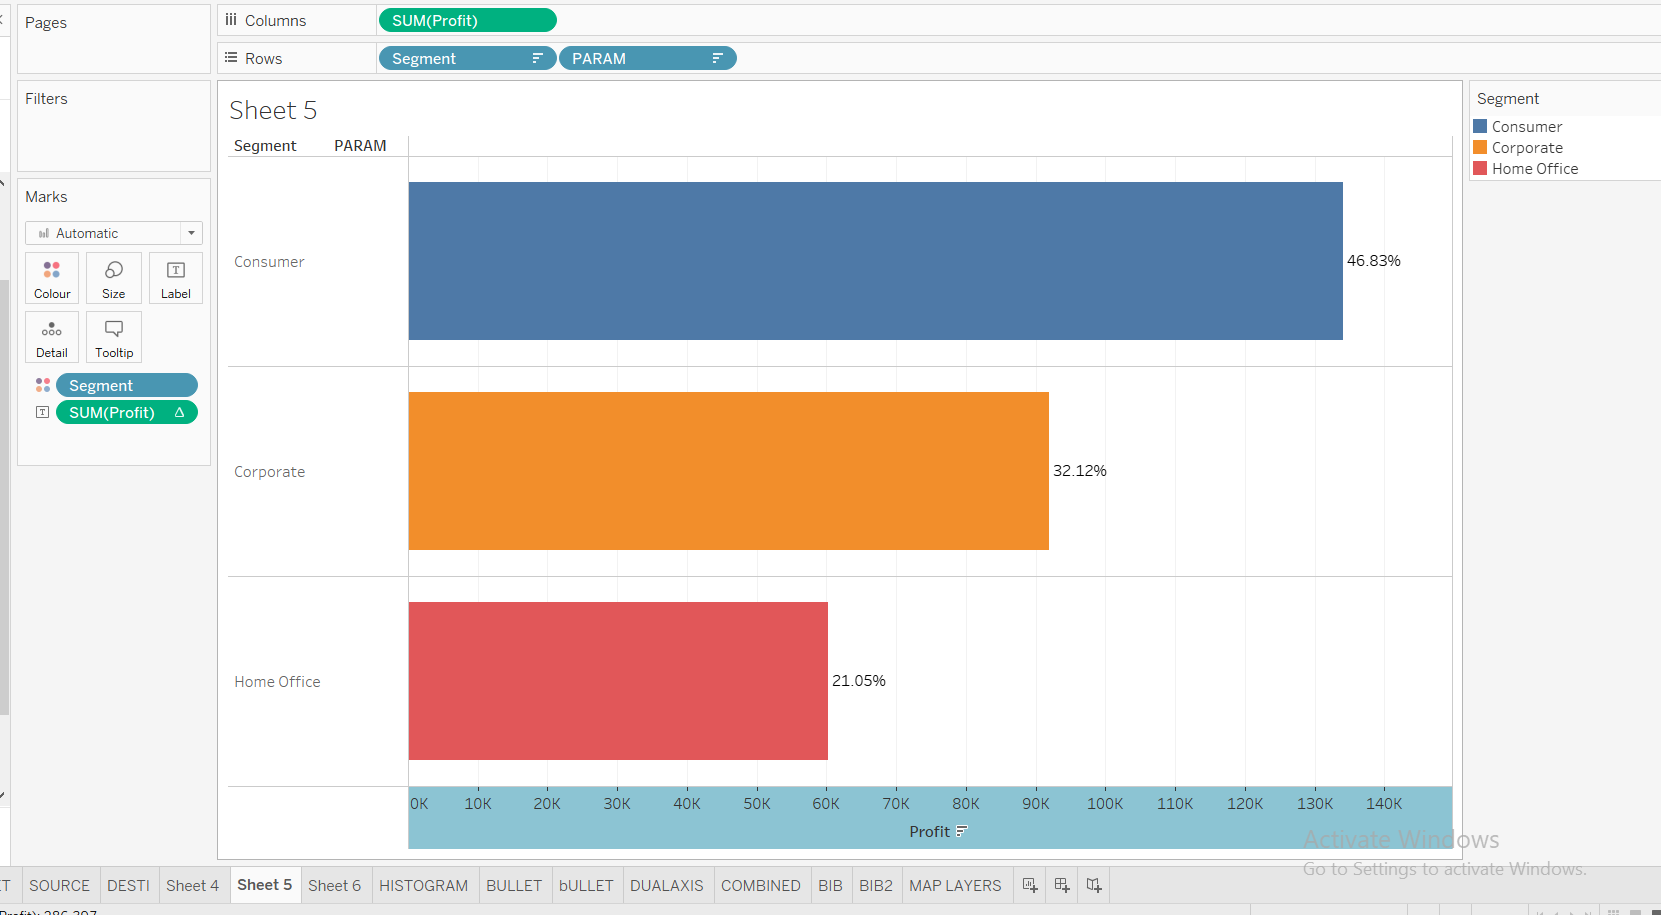 Pages
Columns
SUM(Profit)
Rows
Segment
PARAM
Filters
Marks
Automatic
Colour
Size
Label
Detail
Tooltip
Segment
SUM(Profit) Δ
Sheet 5
Segment PARAM
Consumer
46.83%
Corporate
32.12%
Home Office
21.05%
0K 10K 20K 30K 40K 50K 60K 70K 80K 90K 100K 110K 120K 130K 140K
Profit
Segment
Consumer
Corporate
Home Office
Activate Windows
Go to Settings to activate Windows.
SOURCE DESTI Sheet 4 Sheet 5 Sheet 6 HISTOGRAM BULLET bULLET DUALAXIS COMBINED BIB BIB2 MAP LAYERS